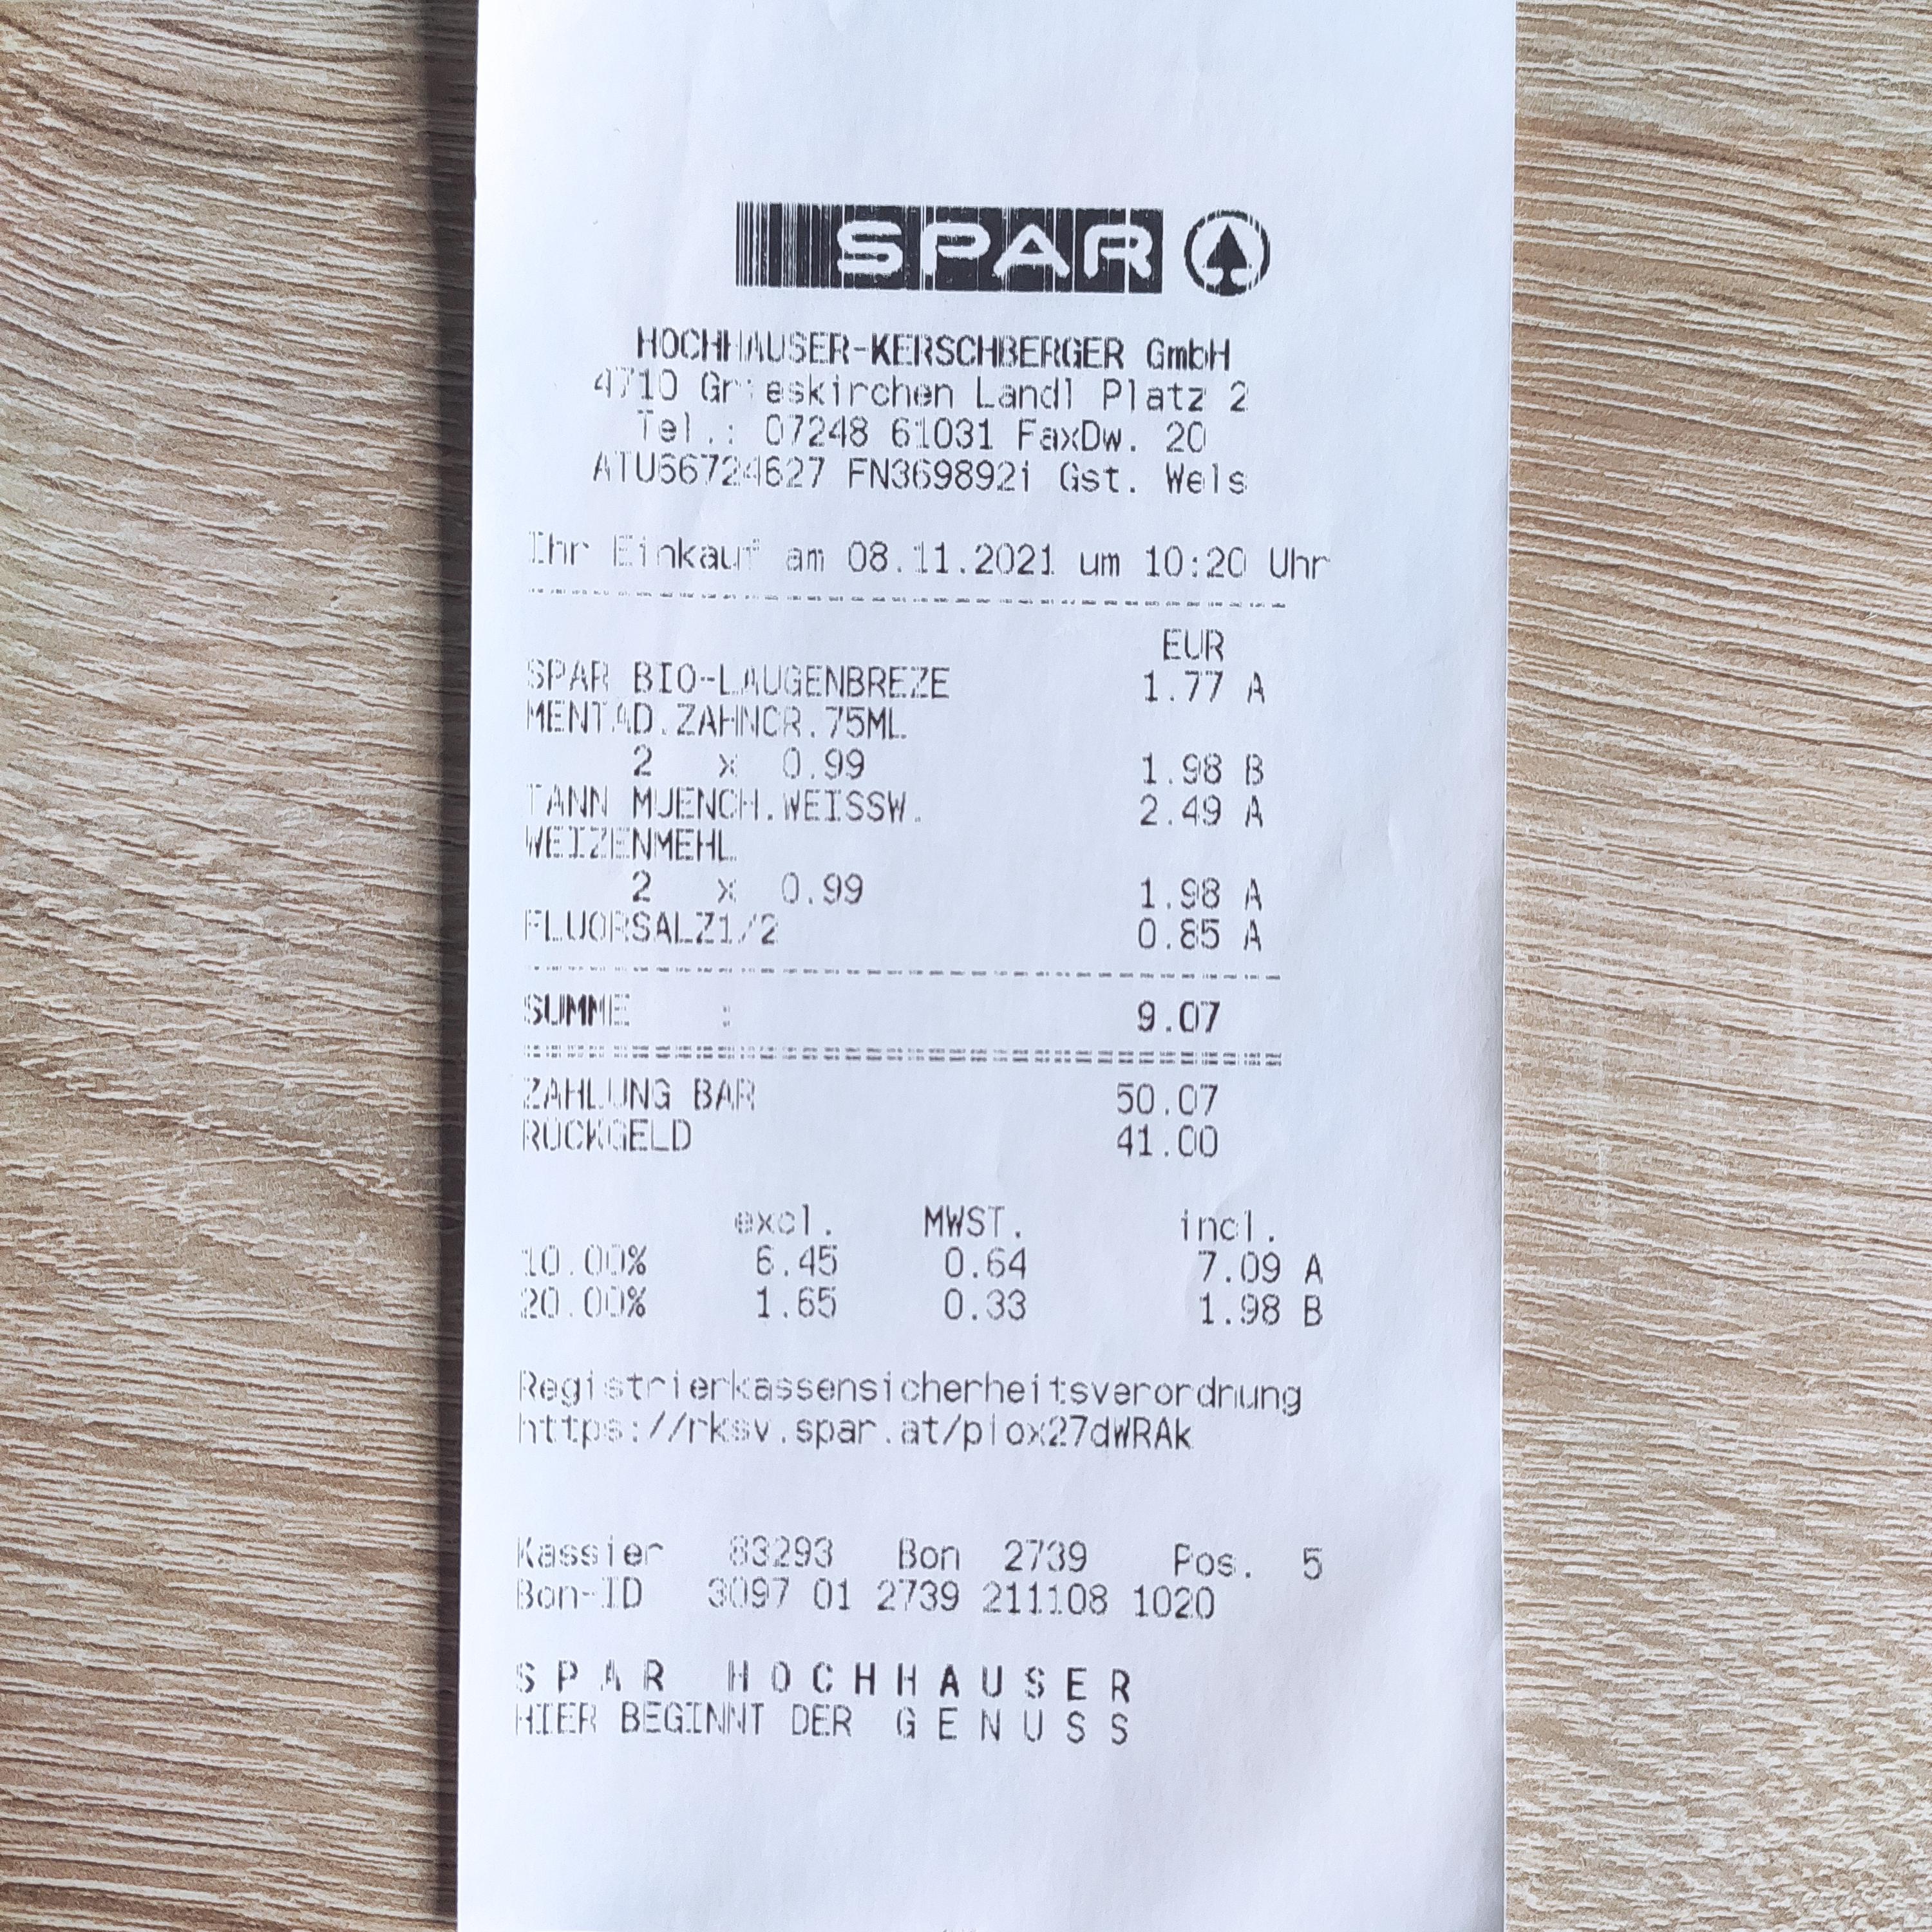 SPAR
HOCHHAUSER-KERSCHBERGER GmbH
4710 Grieskirchen Landl Platz 2
Tel.: 07248 61031 FaxDw. 20
ATU66724627 FN369892i Gst. Wels
Ihr Einkauf am 08.11.2021 um 10:20 Uhr
EUR
SPAR BIO-LAUGENBREZE 1.77 A
MENTAD.ZAHNCR.75ML
2 x 0.99 1.98 B
TANN MUENCH.WEISSW. 2.49 A
WEIZENMEHL
2 x 0.99 1.98 A
FLUORSALZ1/2 0.85 A
SUMME : 9.07
ZAHLUNG BAR 50.07
RÜCKGELD 41.00
excl. MWST. incl.
10.00% 6.45 0.64 7.09 A
20.00% 1.65 0.33 1.98 B
Registrierkassensicherheitsverordnung
https://rksv.spar.at/piox27dWRAk
Kassier 83293 Bon 2739 Pos. 5
Bon-ID 3097 01 2739 211108 1020
SPAR HOCHHAUSER
HIER BEGINNT DER GENUSS